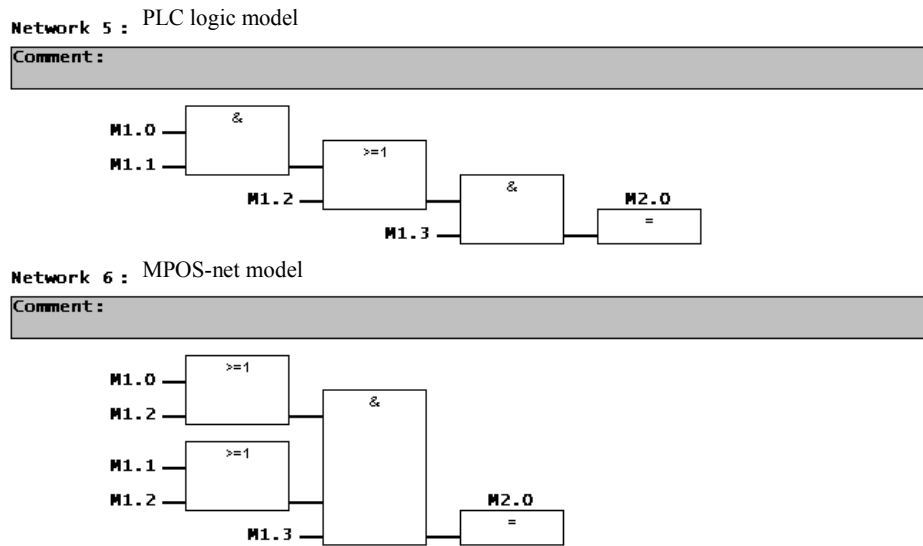 Network 5 : PLC logic model
Comment:
&
M1.0
M1.1
>=1
M1.2
&
M1.3
M2.0
=
Network 6 : MPOS-net model
Comment:
>=1
M1.0
M1.2
&
>=1
M1.1
M1.2
M1.3
M2.0
=